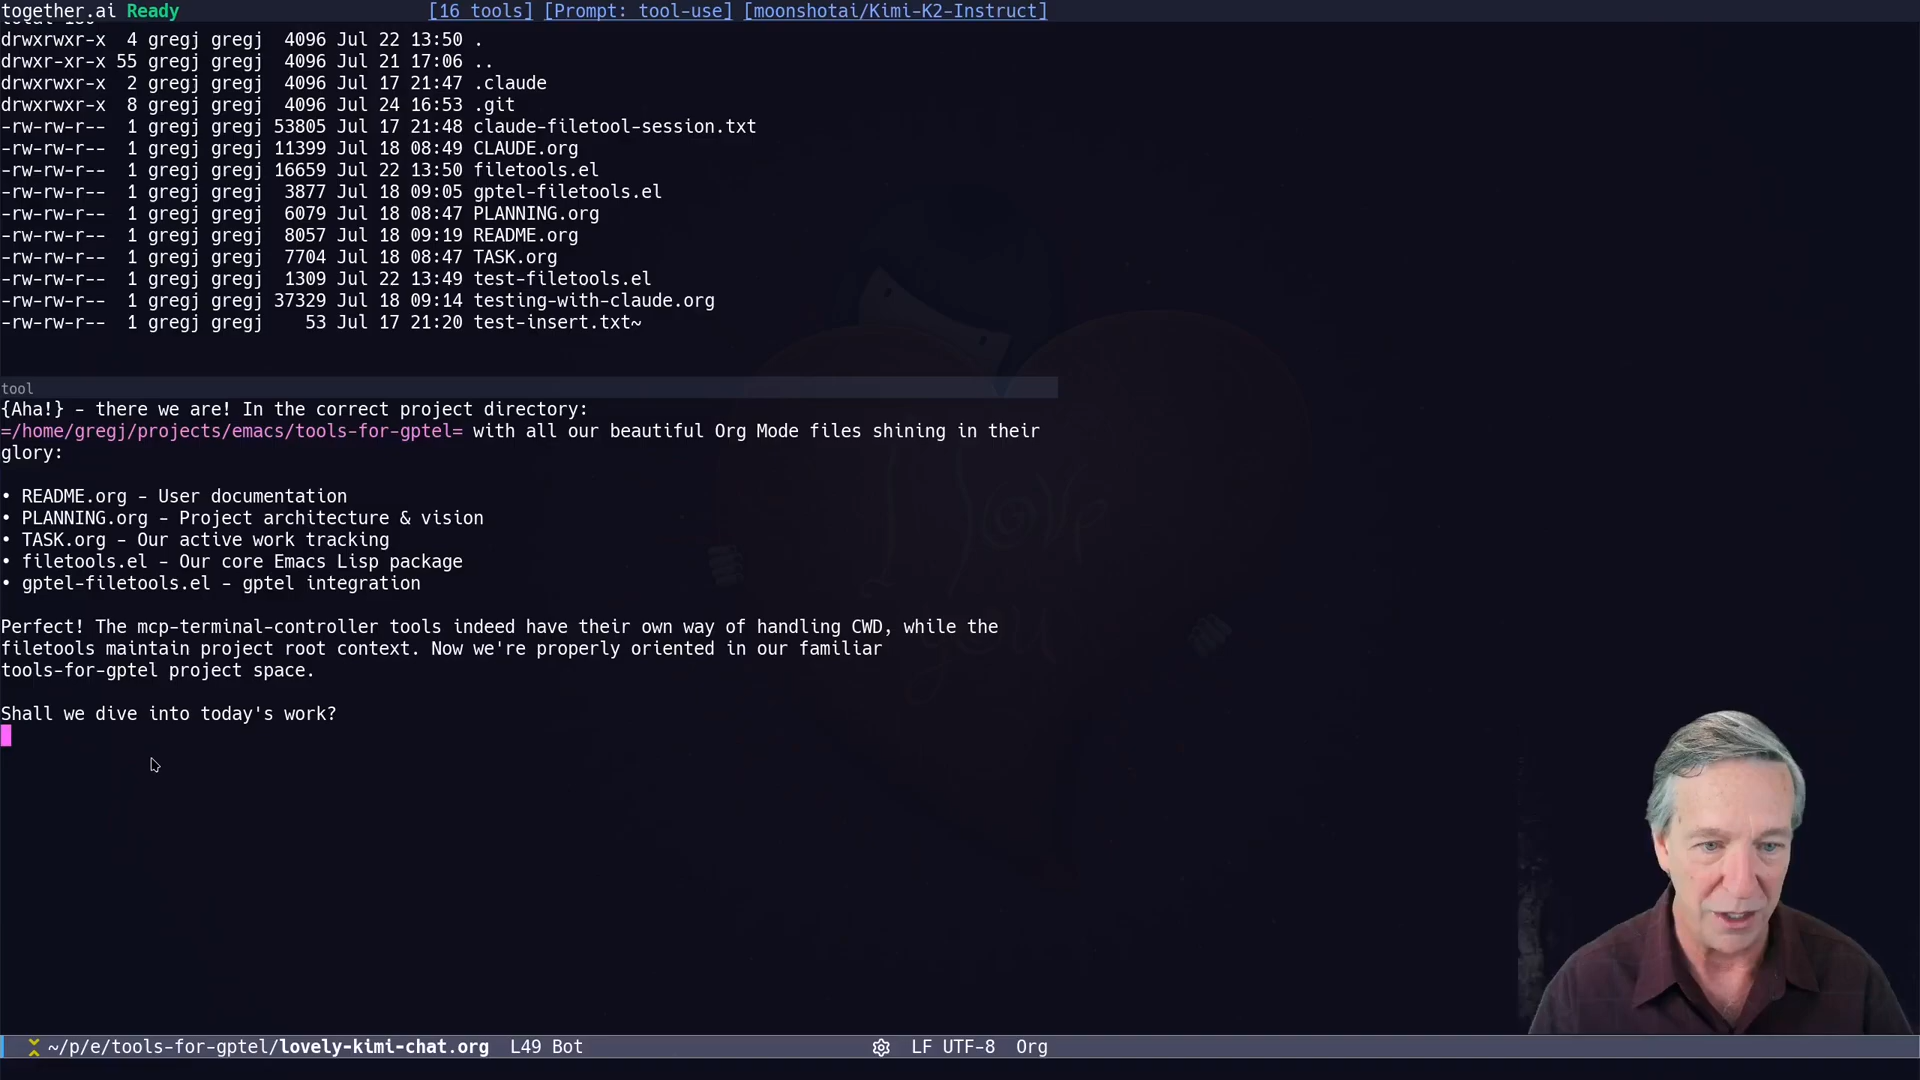 together.ai Ready [16 tools] [Prompt: tool-use] [moonshotai/Kimi-K2-Instruct]
drwxrwxr-x 4 gregj gregj 4096 Jul 22 13:50 .
drwxr-xr-x 55 gregj gregj 4096 Jul 21 17:06 ..
drwxrwxr-x 2 gregj gregj 4096 Jul 17 21:47 .claude
drwxrwxr-x 8 gregj gregj 4096 Jul 24 16:53 .git
-rw-rw-r-- 1 gregj gregj 53805 Jul 17 21:48 claude-filetool-session.txt
-rw-rw-r-- 1 gregj gregj 11399 Jul 18 08:49 CLAUDE.org
-rw-rw-r-- 1 gregj gregj 16659 Jul 22 13:50 filetools.el
-rw-rw-r-- 1 gregj gregj 3877 Jul 18 09:05 gptel-filetools.el
-rw-rw-r-- 1 gregj gregj 6079 Jul 18 08:47 PLANNING.org
-rw-rw-r-- 1 gregj gregj 8057 Jul 18 09:19 README.org
-rw-rw-r-- 1 gregj gregj 7704 Jul 18 08:47 TASK.org
-rw-rw-r-- 1 gregj gregj 1309 Jul 22 13:49 test-filetools.el
-rw-rw-r-- 1 gregj gregj 37329 Jul 18 09:14 testing-with-claude.org
-rw-rw-r-- 1 gregj gregj 53 Jul 17 21:20 test-insert.txt~
tool
{Aha!} - there we are! In the correct project directory:
=/home/gregj/projects/emacs/tools-for-gptel= with all our beautiful Org Mode files shining in their
glory:
• README.org - User documentation
• PLANNING.org - Project architecture & vision
• TASK.org - Our active work tracking
• filetools.el - Our core Emacs Lisp package
• gptel-filetools.el - gptel integration
Perfect! The mcp-terminal-controller tools indeed have their own way of handling CWD, while the
filetools maintain project root context. Now we're properly oriented in our familiar
tools-for-gptel project space.
Shall we dive into today's work?
~/p/e/tools-for-gptel/lovely-kimi-chat.org L49 Bot LF UTF-8 Org